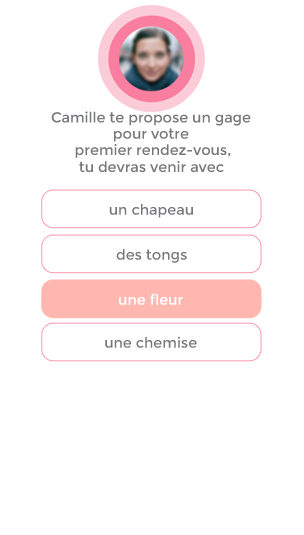 Camille te propose un gage
pour votre
premier rendez-vous,
tu devras venir avec
un chapeau
des tongs
une fleur
une chemise